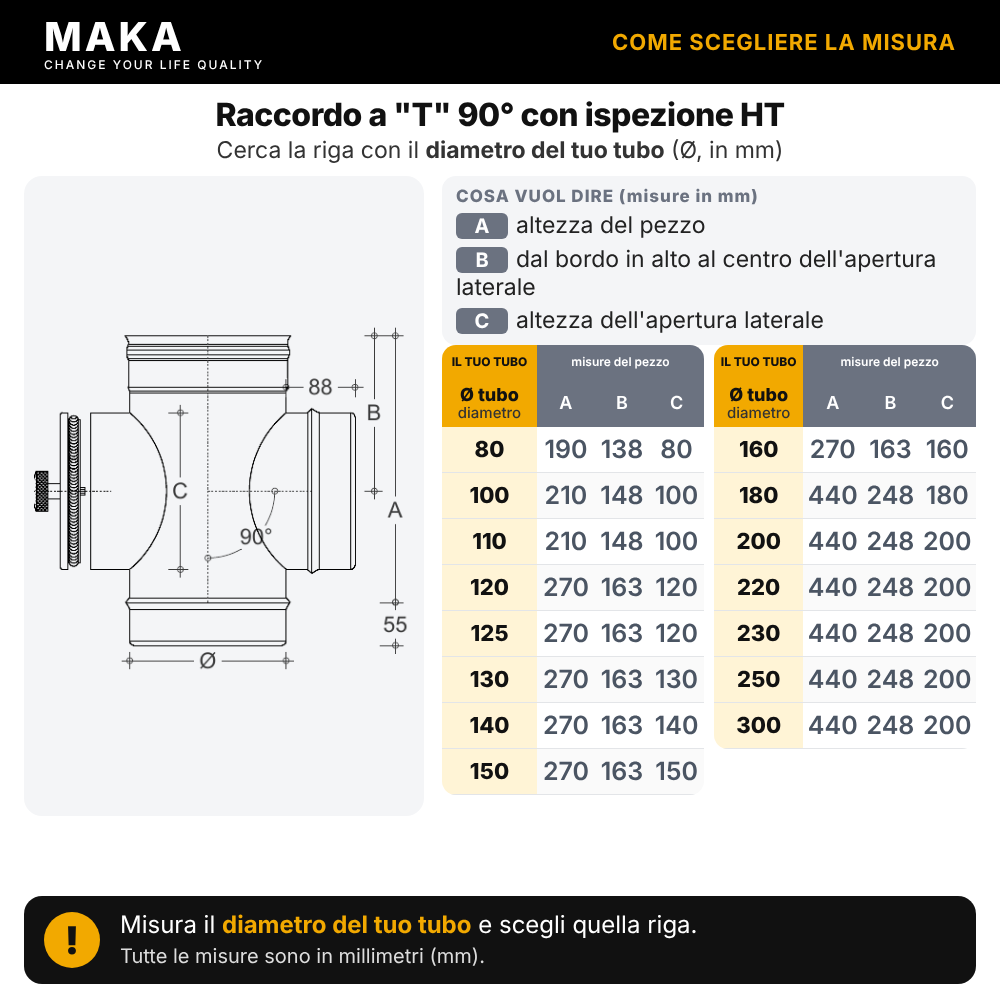 MAKA
CHANGE YOUR LIFE QUALITY
COME SCEGLIERE LA MISURA
Raccordo a "T" 90° con ispezione HT
Cerca la riga con il diametro del tuo tubo (Ø, in mm)
88
B
C
A
90°
55
Ø
COSA VUOL DIRE (misure in mm)
A altezza del pezzo
B dal bordo in alto al centro dell'apertura
laterale
C altezza dell'apertura laterale
IL TUO TUBO misure del pezzo
Ø tubo A B C
diametro
80 190 138 80
100 210 148 100
110 210 148 100
120 270 163 120
125 270 163 120
130 270 163 130
140 270 163 140
150 270 163 150
IL TUO TUBO misure del pezzo
Ø tubo A B C
diametro
160 270 163 160
180 440 248 180
200 440 248 200
220 440 248 200
230 440 248 200
250 440 248 200
300 440 248 200
! Misura il diametro del tuo tubo e scegli quella riga.
Tutte le misure sono in millimetri (mm).